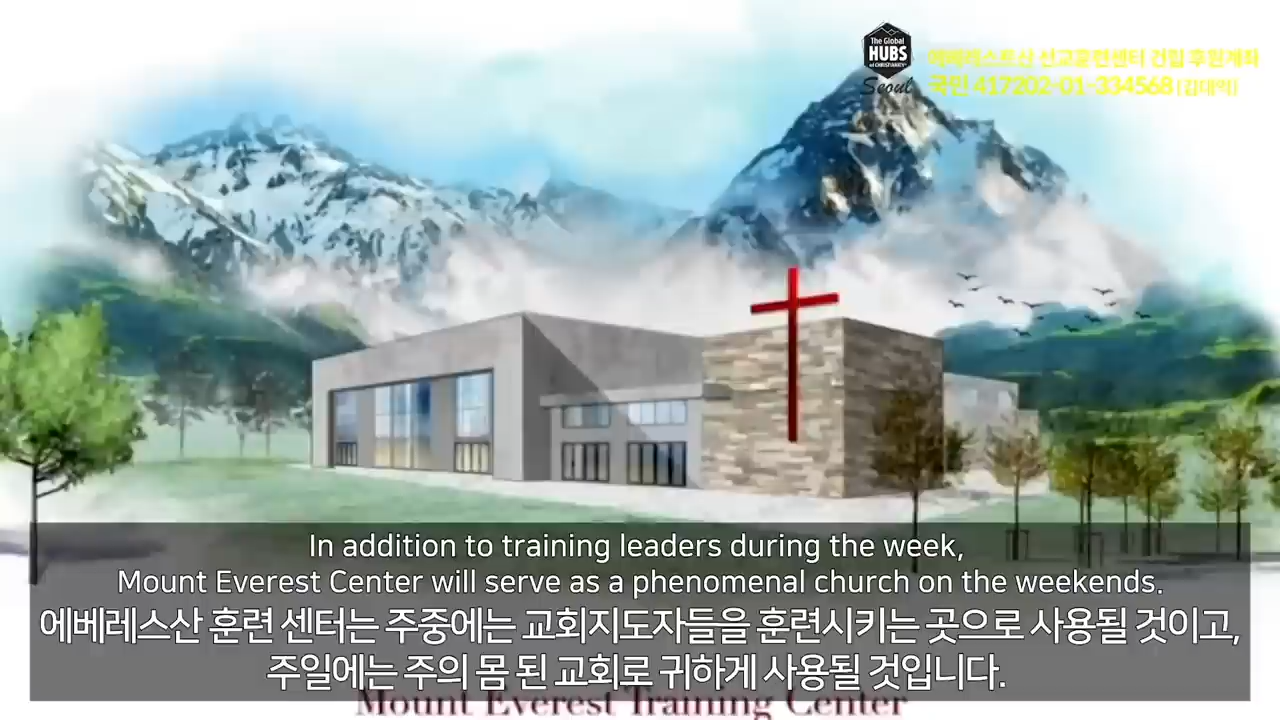 The Global
HUBS
of CHRISTIANITY
Seoul
에베레스트산 선교훈련센터 건립 후원계좌
국민 417202-01-334568 [김대억]
In addition to training leaders during the week,
Mount Everest Center will serve as a phenomenal church on the weekends.
에베레스산 훈련 센터는 주중에는 교회지도자들을 훈련시키는 곳으로 사용될 것이고,
주일에는 주의 몸 된 교회로 귀하게 사용될 것입니다.
Mount Everest Training Center